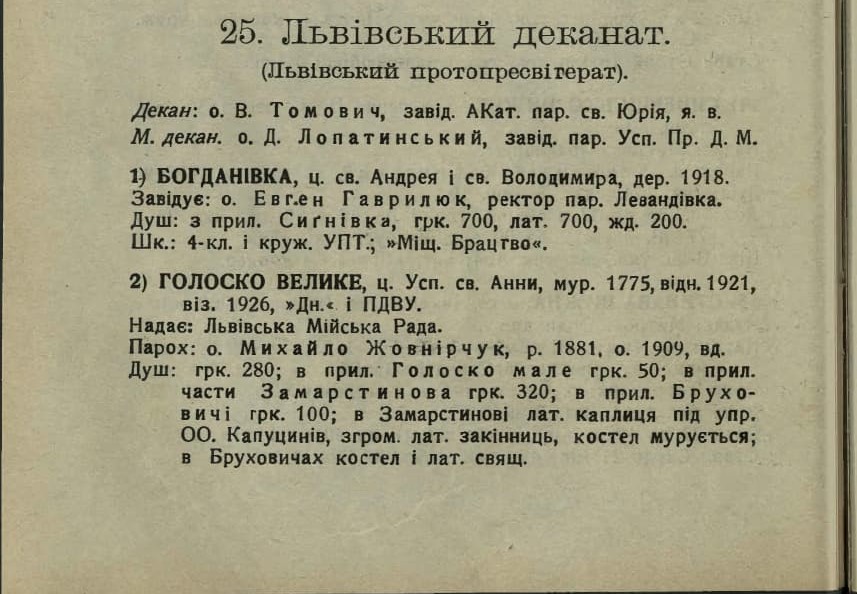 25. Львівський деканат.
(Львівський протопресвітерат).
Декан: о. В. Томович, завід. АКат. пар. св. Юрія, я. в.
М. декан. о. Д. Лопатинський, завід. пар. Усп. Пр. Д. М.
1) БОГДАНІВКА, ц. св. Андрея і св. Володимира, дер. 1918.
Завідує: о. Евген Гаврилюк, ректор пар. Левандівка.
Душ: з прил. Сиґнівка, грк. 700, лат. 700, жд. 200.
Шк.: 4-кл. і круж. УПТ.; »Міщ. Брацтво«.
2) ГОЛОСКО ВЕЛИКЕ, ц. Усп. св. Анни, мур. 1775, відн. 1921,
віз. 1926, »Дн.« і ПДВУ.
Надає: Львівська Мійська Рада.
Парох: о. Михайло Жовнірчук, р. 1881, о. 1909, вд.
Душ: грк. 280; в прил. Голоско мале грк. 50; в прил.
части Замарстинова грк. 320; в прил. Брухо-
вичі грк. 100; в Замарстинові лат. каплиця під упр.
ОО. Капуцинів, згром. лат. закінниць, костел мурується;
в Бруховичах костел і лат. свящ.